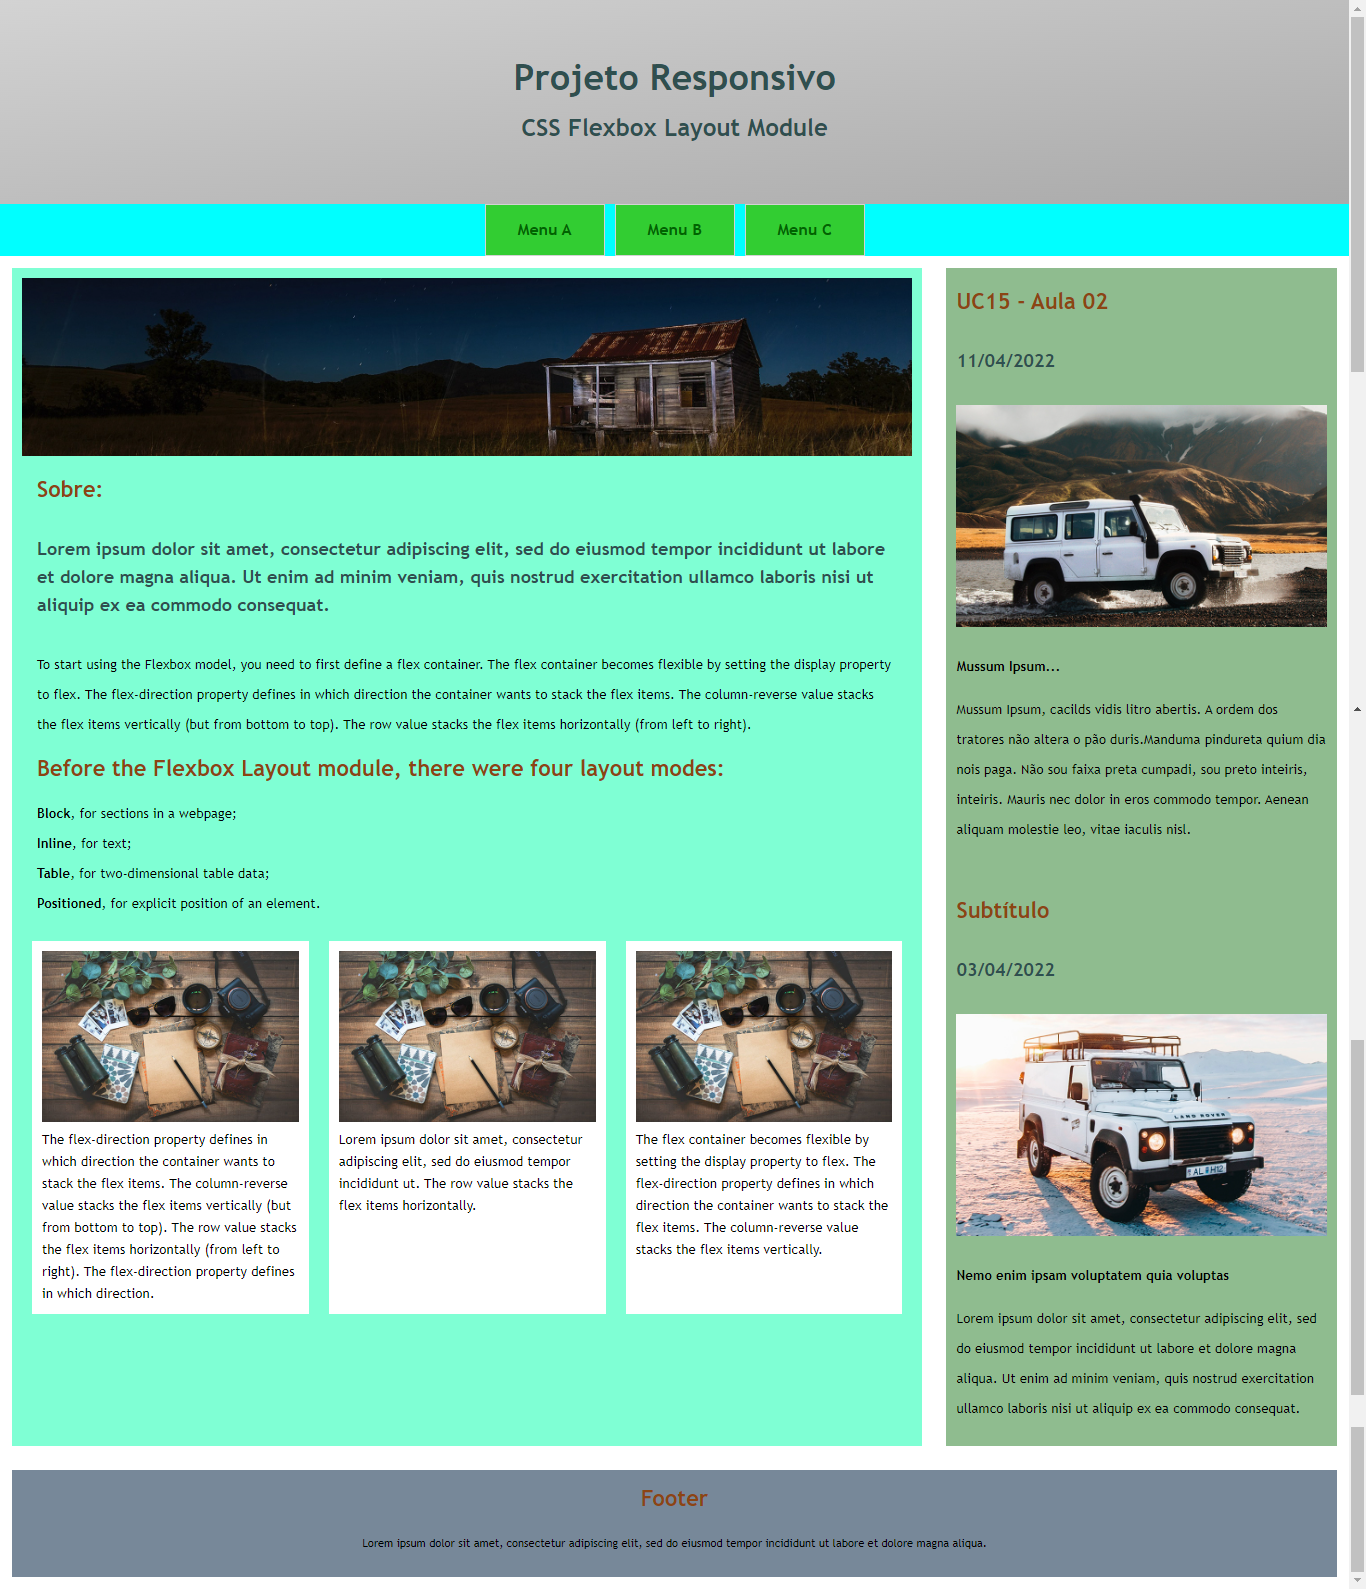 Projeto Responsivo
CSS Flexbox Layout Module
Menu A
Menu B
Menu C
Sobre:
Lorem ipsum dolor sit amet, consectetur adipiscing elit, sed do eiusmod tempor incididunt ut labore
et dolore magna aliqua. Ut enim ad minim veniam, quis nostrud exercitation ullamco laboris nisi ut
aliquip ex ea commodo consequat.
To start using the Flexbox model, you need to first define a flex container. The flex container becomes flexible by setting the display property
to flex. The flex-direction property defines in which direction the container wants to stack the flex items. The column-reverse value stacks
the flex items vertically (but from bottom to top). The row value stacks the flex items horizontally (from left to right).
Before the Flexbox Layout module, there were four layout modes:
Block, for sections in a webpage;
Inline, for text;
Table, for two-dimensional table data;
Positioned, for explicit position of an element.
The flex-direction property defines in
which direction the container wants to
stack the flex items. The column-reverse
value stacks the flex items vertically (but
from bottom to top). The row value stacks
the flex items horizontally (from left to
right). The flex-direction property defines
in which direction.
Lorem ipsum dolor sit amet, consectetur
adipiscing elit, sed do eiusmod tempor
incididunt ut. The row value stacks the
flex items horizontally.
The flex container becomes flexible by
setting the display property to flex. The
flex-direction property defines in which
direction the container wants to stack the
flex items. The column-reverse value
stacks the flex items vertically.
UC15 - Aula 02
11/04/2022
Mussum Ipsum...
Mussum Ipsum, cacilds vidis litro abertis. A ordem dos
tratores não altera o pão duris.Manduma pindureta quium dia
nois paga. Não sou faixa preta cumpadi, sou preto inteiris,
inteiris. Mauris nec dolor in eros commodo tempor. Aenean
aliquam molestie leo, vitae iaculis nisl.
Subtítulo
03/04/2022
LAND ROVER
AL H12
Nemo enim ipsam voluptatem quia voluptas
Lorem ipsum dolor sit amet, consectetur adipiscing elit, sed
do eiusmod tempor incididunt ut labore et dolore magna
aliqua. Ut enim ad minim veniam, quis nostrud exercitation
ullamco laboris nisi ut aliquip ex ea commodo consequat.
Footer
Lorem ipsum dolor sit amet, consectetur adipiscing elit, sed do eiusmod tempor incididunt ut labore et dolore magna aliqua.